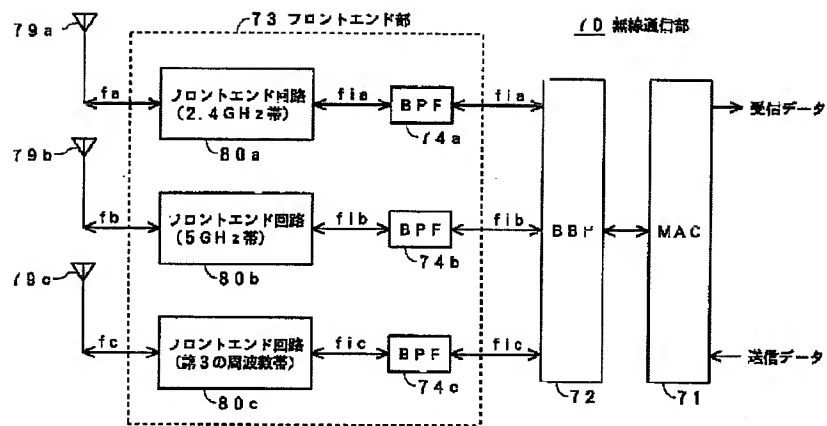 79a
73 フロントエンド部
70 無線通信部
fa
フロントエンド回路
(2.4GHz帯)
80a
fia
BPF
74a
fia
受信データ
79b
fb
フロントエンド回路
(5GHz帯)
80b
fib
BPF
74b
fib
BBP
MAC
79c
fc
フロントエンド回路
(第3の周波数帯)
80c
fic
BPF
74c
fic
送信データ
72
71